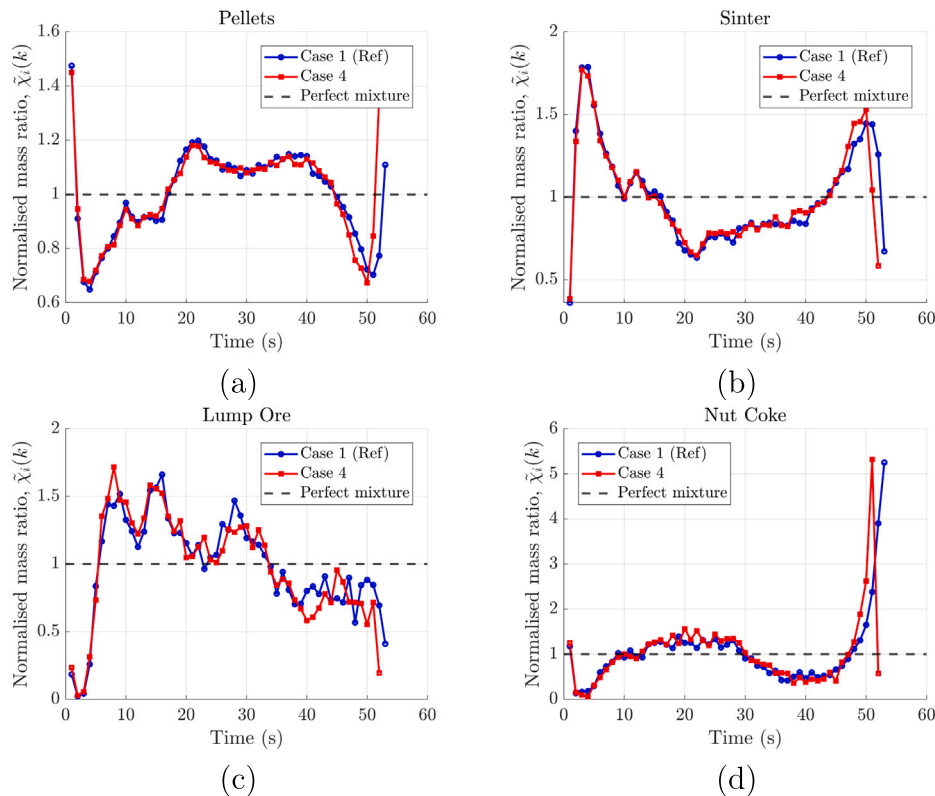 Pellets
Normalised mass ratio, χ̃ᵢ(k)
1.6
1.4
1.2
1
0.8
0.6
0 10 20 30 40 50 60
Time (s)
Case 1 (Ref)
Case 4
Perfect mixture
(a)
Sinter
Normalised mass ratio, χ̃ᵢ(k)
2
1.5
1
0.5
0 10 20 30 40 50 60
Time (s)
Case 1 (Ref)
Case 4
Perfect mixture
(b)
Lump Ore
Normalised mass ratio, χ̃ᵢ(k)
2
1.5
1
0.5
0
0 10 20 30 40 50 60
Time (s)
Case 1 (Ref)
Case 4
Perfect mixture
(c)
Nut Coke
Normalised mass ratio, χ̃ᵢ(k)
6
5
4
3
2
1
0
0 10 20 30 40 50 60
Time (s)
Case 1 (Ref)
Case 4
Perfect mixture
(d)